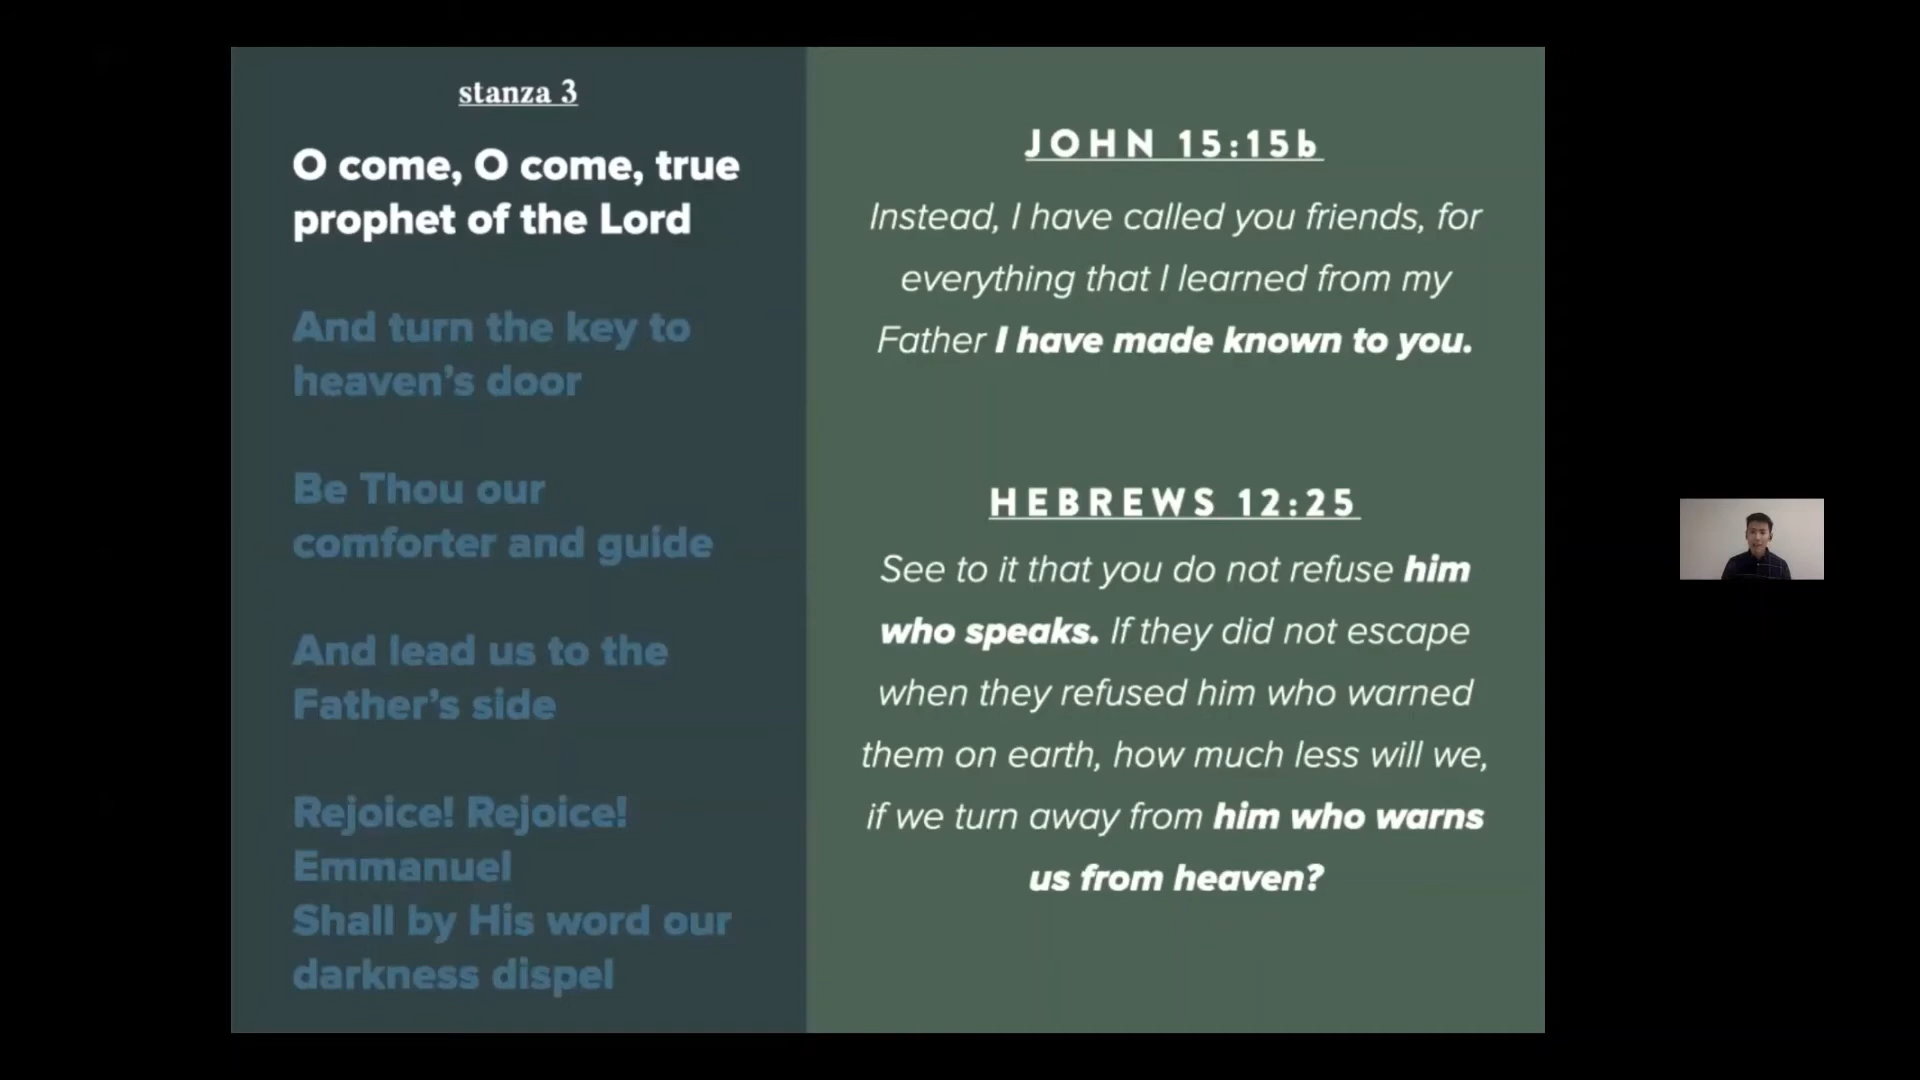 stanza 3
O come, O come, true
prophet of the Lord
And turn the key to
heaven’s door
Be Thou our
comforter and guide
And lead us to the
Father’s side
Rejoice! Rejoice!
Emmanuel
Shall by His word our
darkness dispel
JOHN 15:15b
Instead, I have called you friends, for
everything that I learned from my
Father I have made known to you.
HEBREWS 12:25
See to it that you do not refuse him
who speaks. If they did not escape
when they refused him who warned
them on earth, how much less will we,
if we turn away from him who warns
us from heaven?